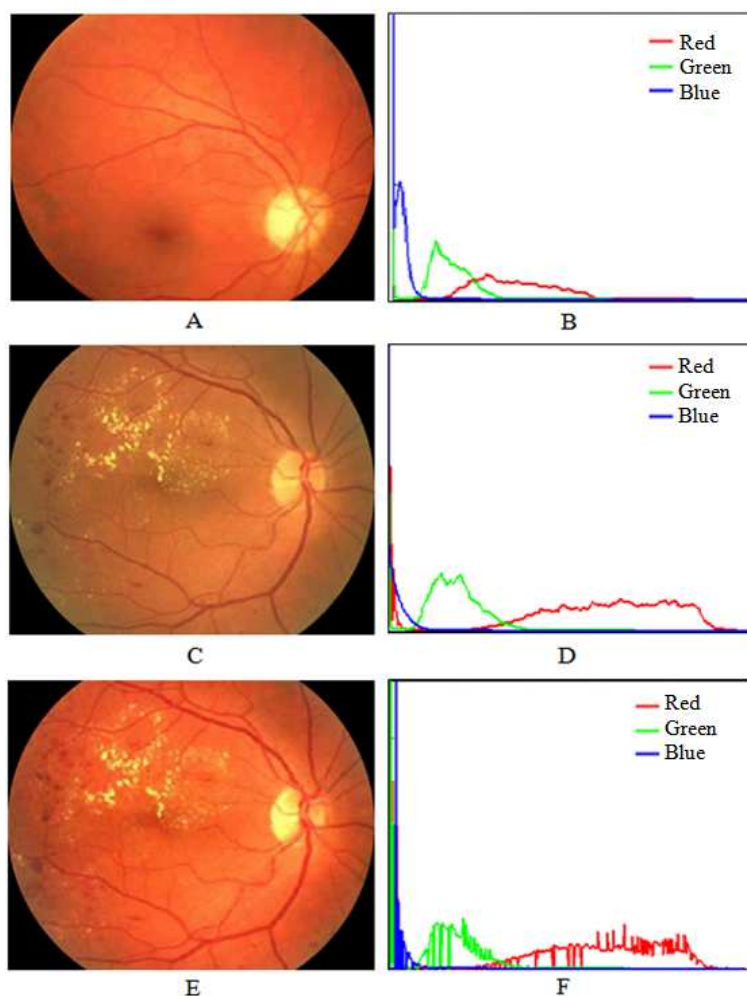 Red
Green
Blue
A B
Red
Green
Blue
C D
Red
Green
Blue
E F